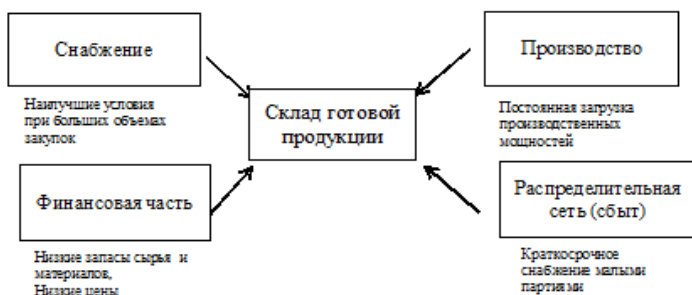 Снабжение
Наилучшие условия
при больших объемах
закупок
Производство
Постоянная загрузка
производственных
мощностей
Склад готовой
продукции
Финансовая часть
Низкие запасы сырья и
материалов,
Низкие цены
Распределительная
сеть (сбыт)
Краткосрочное
снабжение малыми
партиями